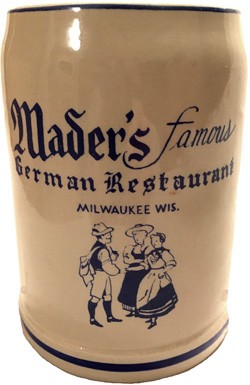 Mader's famous
German Restaurant
MILWAUKEE WIS.